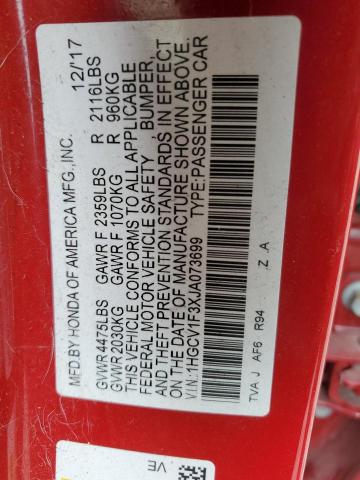 MFD.BY HONDA OF AMERICA MFG.,INC. 12/'17
GVWR 4475LBS GAWR F 2359LBS R 2116LBS
GVWR 2030KG GAWR F 1070KG R 960KG
THIS VEHICLE CONFORMS TO ALL APPLICABLE
FEDERAL MOTOR VEHICLE SAFETY BUMPER,
AND THEFT PREVENTION STANDARDS IN EFFECT
ON THE DATE OF MANUFACTURE SHOWN ABOVE.
V.I.N.:1HGCV1F3XJA073699 TYPE:PASSENGER CAR
Z A
TVA J AF6 R94
VE